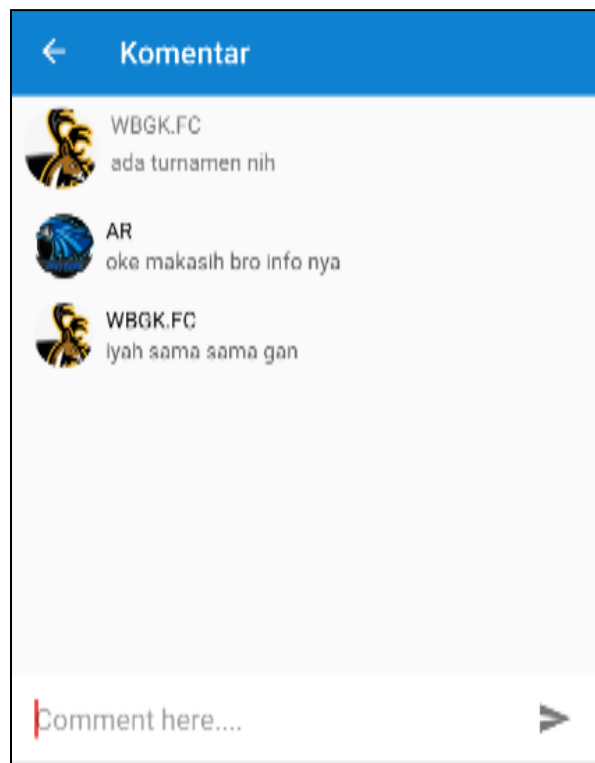 Komentar
WBGK.FC
ada turnamen nih
AR
oke makasih bro info nya
WBGK.FC
Iyah sama sama gan
Comment here....